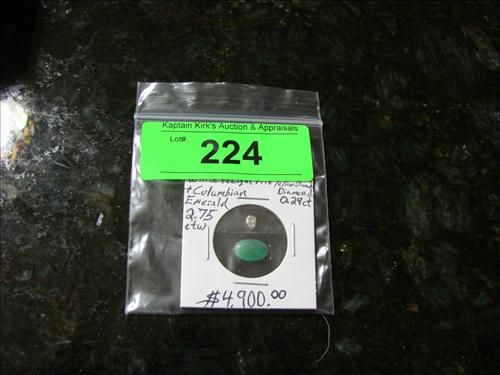 Kaptain Kirk's Auction & Appraisals
Lot#:
224
+ Columbian
Emerald
2.75
ctw
Diamond
0.29ct
$4,900.00